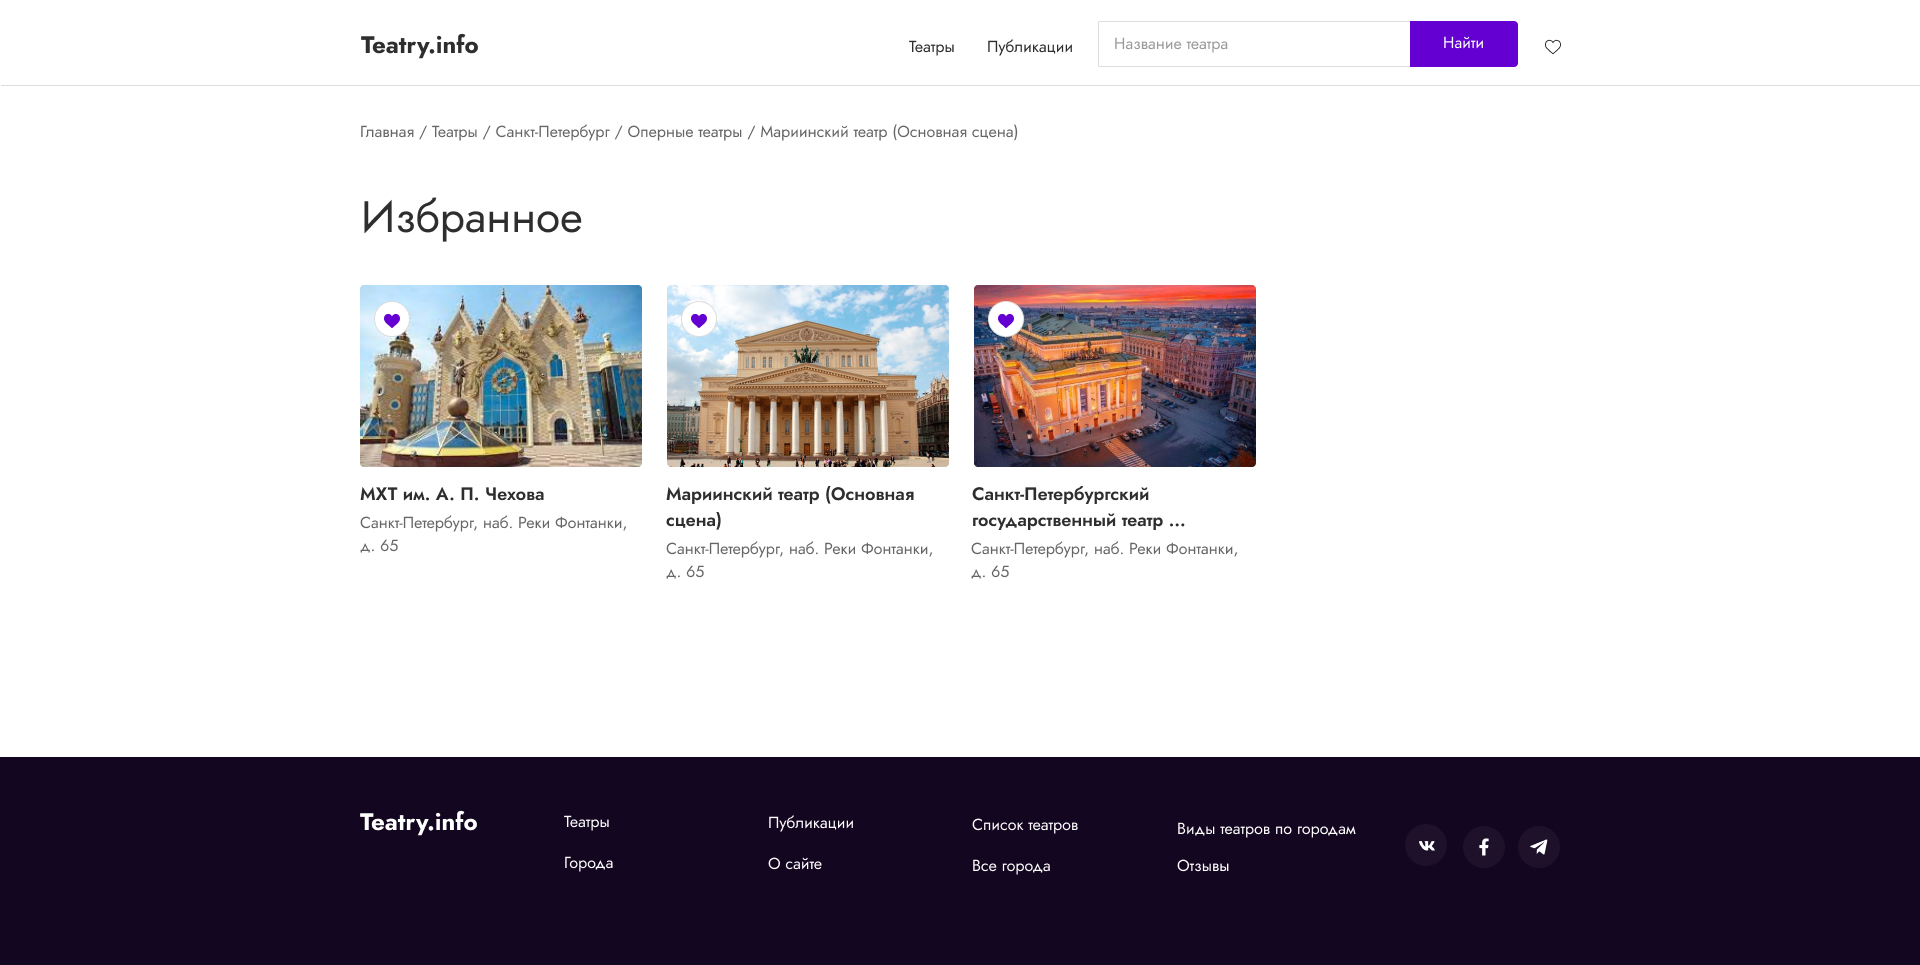 Teatry.info
Театры
Публикации
Название театра
Найти
Главная / Театры / Санкт-Петербург / Оперные театры / Мариинский театр (Основная сцена)
Избранное
МХТ им. А. П. Чехова
Санкт-Петербург, наб. Реки Фонтанки,
д. 65
Мариинский театр (Основная
сцена)
Санкт-Петербург, наб. Реки Фонтанки,
д. 65
Санкт-Петербургский
государственный театр ...
Санкт-Петербург, наб. Реки Фонтанки,
д. 65
Teatry.info
Театры
Города
Публикации
О сайте
Список театров
Все города
Виды театров по городам
Отзывы